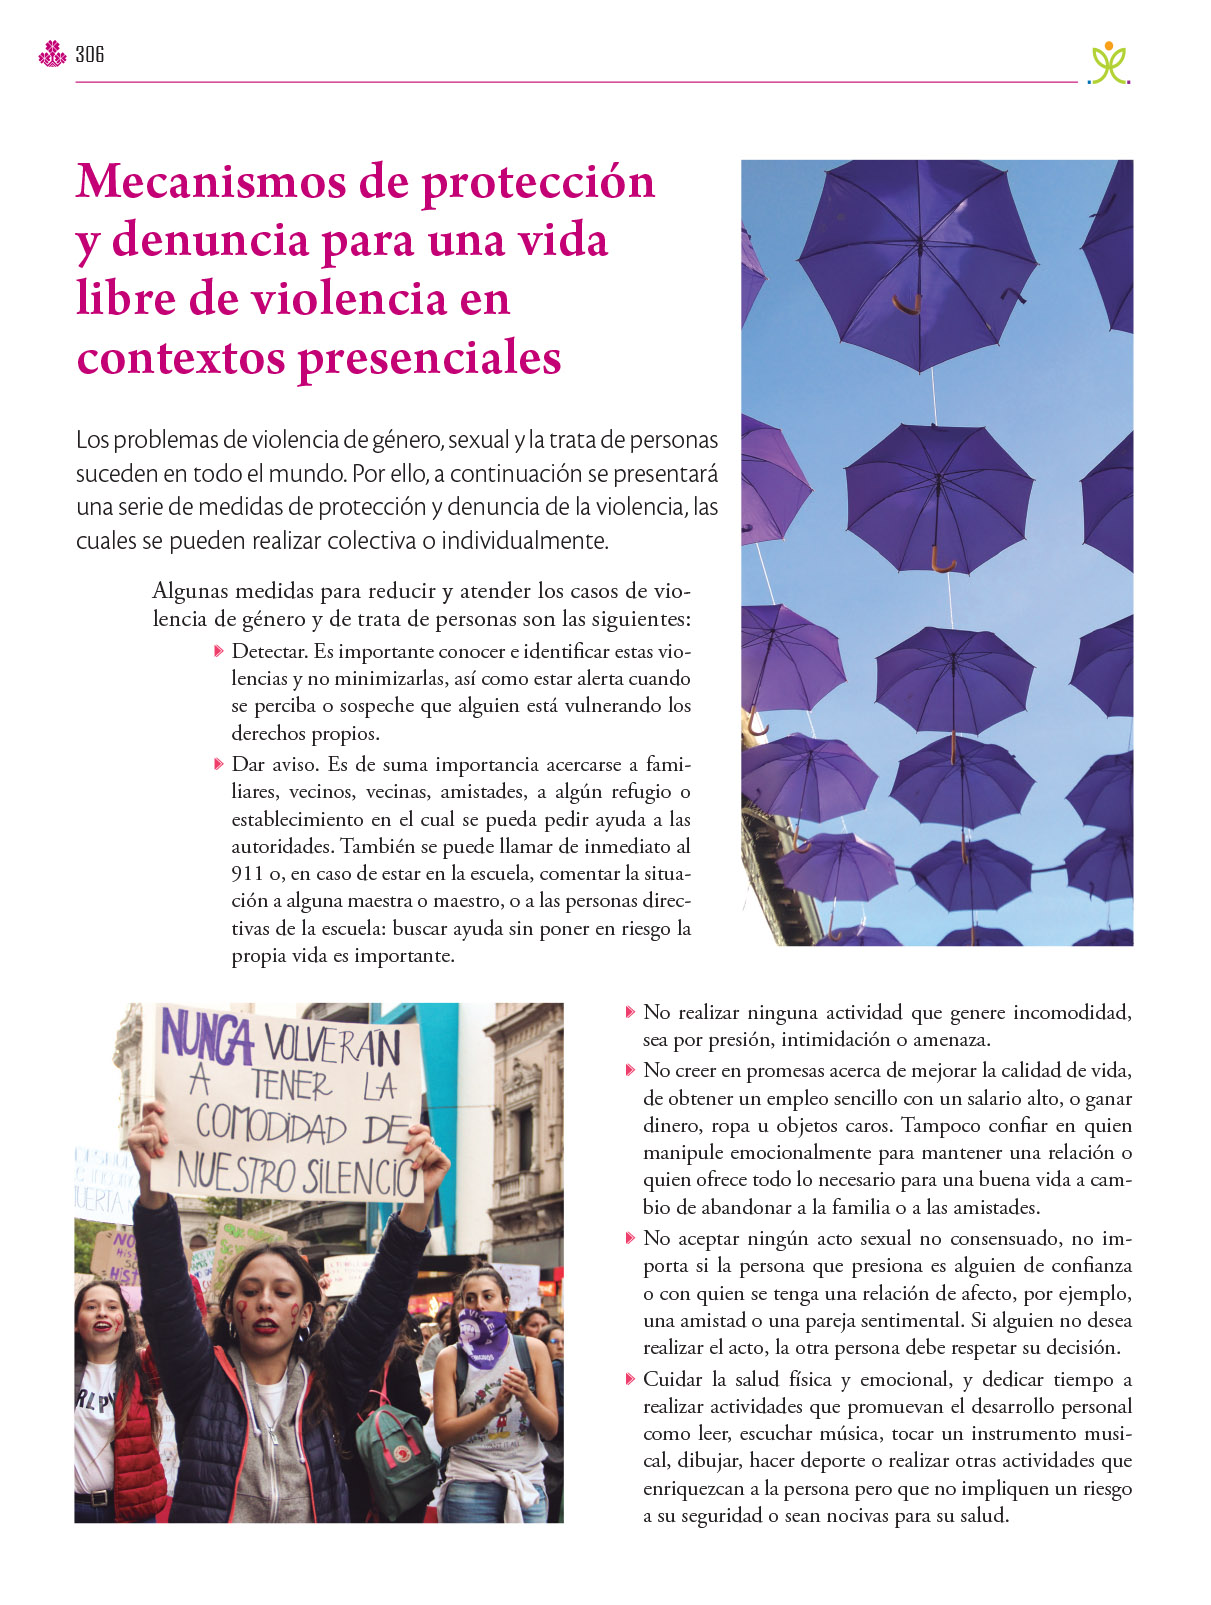 306
Mecanismos de protección
y denuncia para una vida
libre de violencia en
contextos presenciales
Los problemas de violencia de género, sexual y la trata de personas
suceden en todo el mundo. Por ello, a continuación se presentará
una serie de medidas de protección y denuncia de la violencia, las
cuales se pueden realizar colectiva o individualmente.
Algunas medidas para reducir y atender los casos de vio-
lencia de género y de trata de personas son las siguientes:
Detectar. Es importante conocer e identificar estas vio-
lencias y no minimizarlas, así como estar alerta cuando
se perciba o sospeche que alguien está vulnerando los
derechos propios.
Dar aviso. Es de suma importancia acercarse a fami-
liares, vecinos, vecinas, amistades, a algún refugio o
establecimiento en el cual se pueda pedir ayuda a las
autoridades. También se puede llamar de inmediato al
911 o, en caso de estar en la escuela, comentar la situa-
ción a alguna maestra o maestro, o a las personas direc-
tivas de la escuela: buscar ayuda sin poner en riesgo la
propia vida es importante.
NUNCA VOLVERÁN
A TENER LA
COMODIDAD DE
NUESTRO SILENCIO
No realizar ninguna actividad que genere incomodidad,
sea por presión, intimidación o amenaza.
No creer en promesas acerca de mejorar la calidad de vida,
de obtener un empleo sencillo con un salario alto, o ganar
dinero, ropa u objetos caros. Tampoco confiar en quien
manipule emocionalmente para mantener una relación o
quien ofrece todo lo necesario para una buena vida a cam-
bio de abandonar a la familia o a las amistades.
No aceptar ningún acto sexual no consensuado, no im-
porta si la persona que presiona es alguien de confianza
o con quien se tenga una relación de afecto, por ejemplo,
una amistad o una pareja sentimental. Si alguien no desea
realizar el acto, la otra persona debe respetar su decisión.
Cuidar la salud física y emocional, y dedicar tiempo a
realizar actividades que promuevan el desarrollo personal
como leer, escuchar música, tocar un instrumento musi-
cal, dibujar, hacer deporte o realizar otras actividades que
enriquezcan a la persona pero que no impliquen un riesgo
a su seguridad o sean nocivas para su salud.